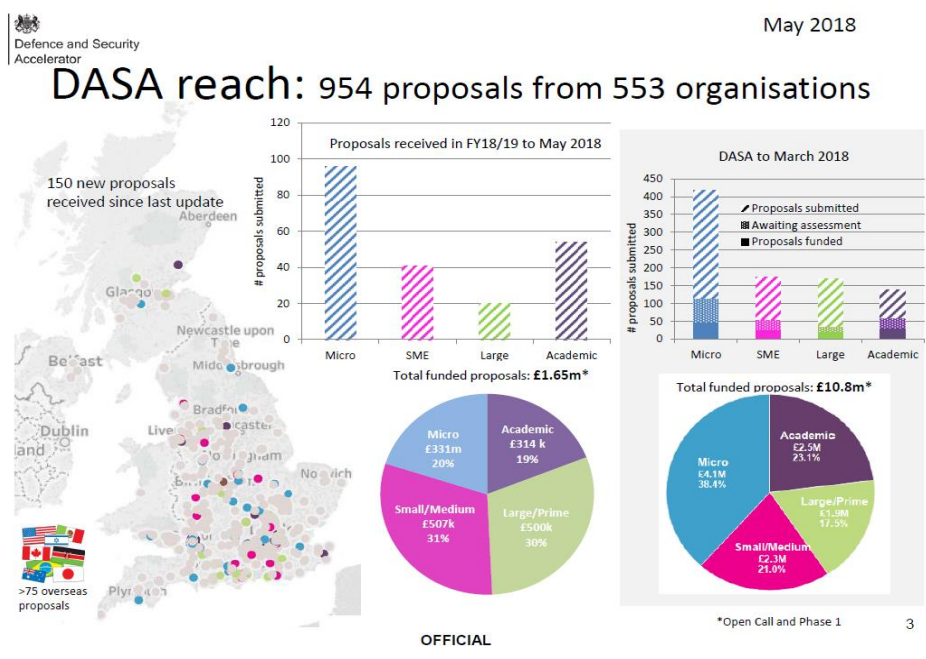 May 2018
Defence and Security
Accelerator
DASA reach: 954 proposals from 553 organisations
150 new proposals
received since last update
Aberdeen
Glasgo
Newcastle upon
Belfast
Dublin
Plym
>75 overseas
proposals
Proposals received in FY18/19 to May 2018
# proposals submitted
120
100
80
60
40
20
0
Micro
SME
Large
Academic
Total funded proposals: £1.65m*
Micro
£331m
20%
Academic
£314 k
19%
Small/Medium
£507k
31%
Large/Prime
£500k
30%
DASA to March 2018
# proposals submitted
450
400
350
300
250
200
150
100
50
0
Proposals submitted
Awaiting assessment
Proposals funded
Micro
SME
Large
Academic
Total funded proposals: £10.8m*
Academic
£2.5M
23.1%
Micro
£4.1M
38.4%
Large/Prime
£1.9M
17.5%
Small/Medium
£2.3M
21.0%
*Open Call and Phase 1
3
OFFICIAL